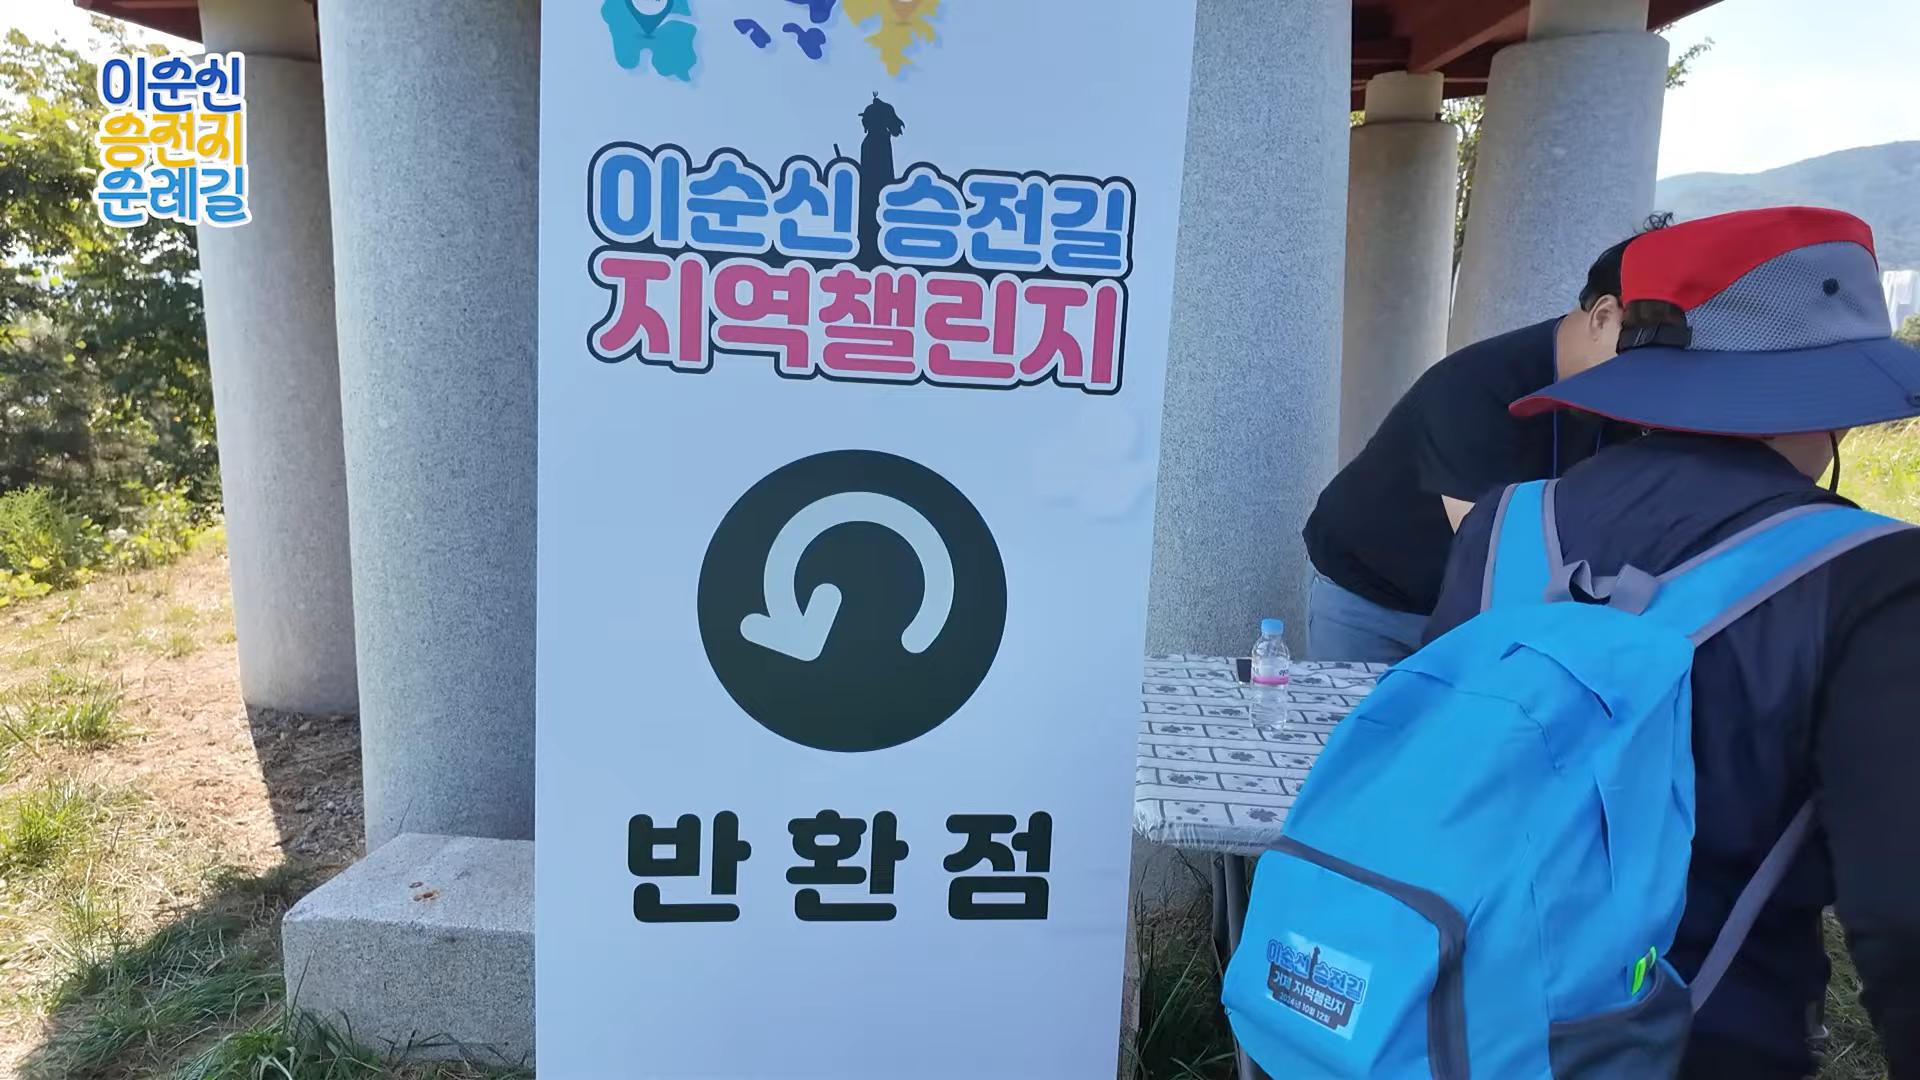 이순신
승전지
순례길
이순신 승전길
지역챌린지
반환점
이순신 승전길
거제 지역챌린지
2024년 10월 12일